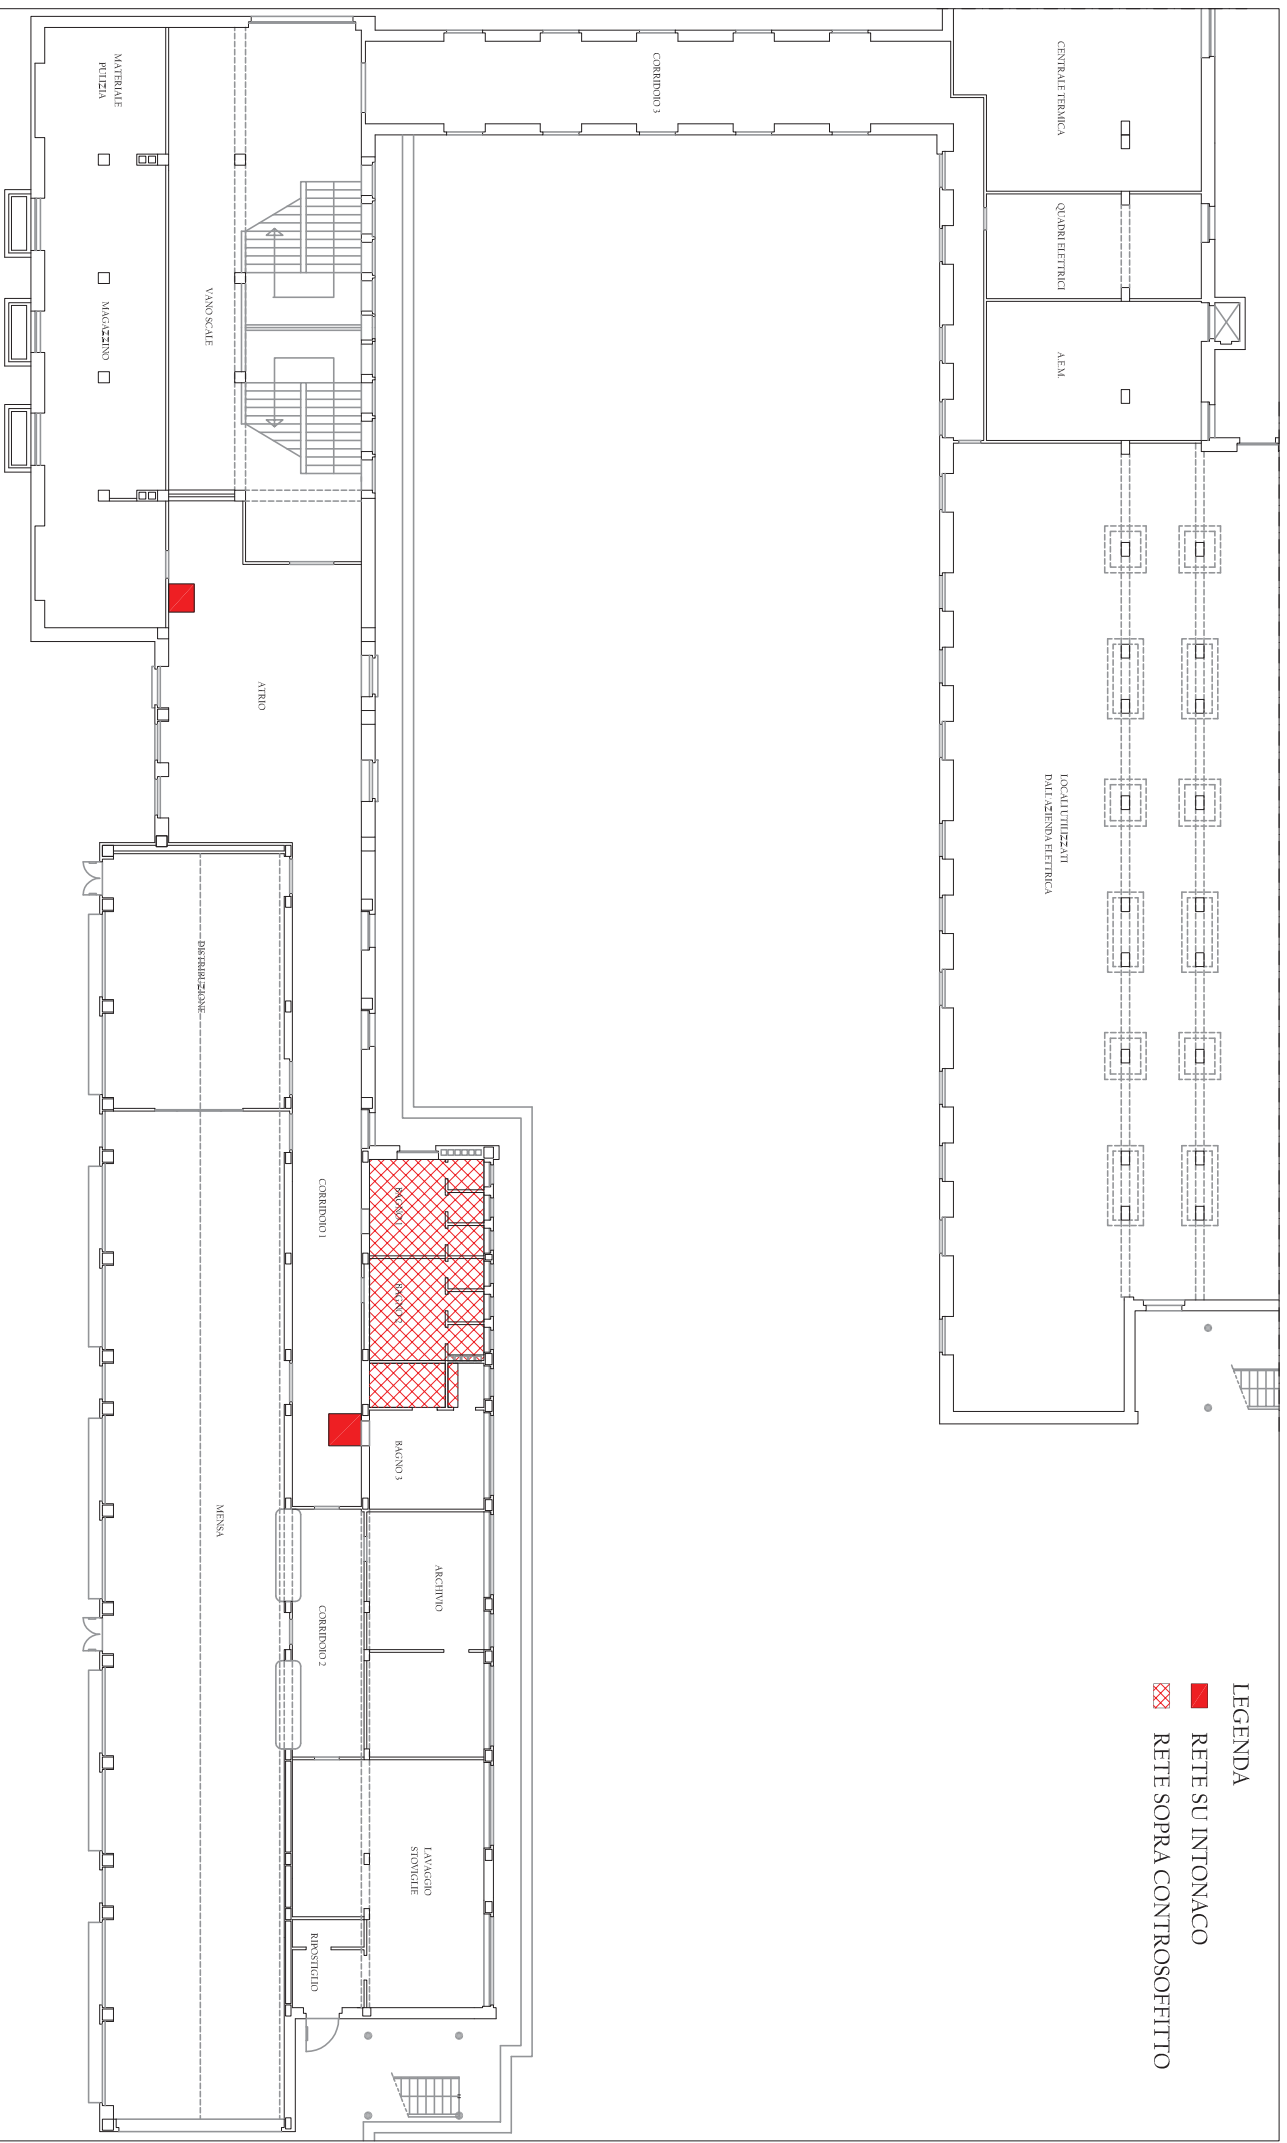 LEGENDA
RETE SU INTONACO
RETE SOPRA CONTROSOFFITTO
CENTRALE TERMICA
QUADRI ELETTRICI
A.E.M.
LOCALI UTILIZZATI
DALL'AZIENDA ELETTRICA
CORRIDOIO 3
MATERIALE
PULIZIA
MAGAZZINO
VANO SCALE
ATRIO
DISTRIBUZIONE
CORRIDOIO 1
BAGNO 1
BAGNO 2
BAGNO 3
MENSA
ARCHIVIO
CORRIDOIO 2
LAVAGGIO
STOVIGLIE
RIPOSTIGLIO